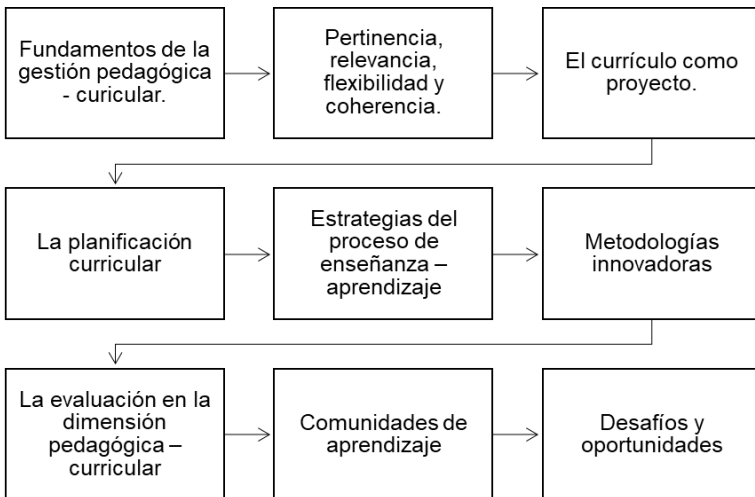 Fundamentos de la
gestión pedagógica
- curicular.
Pertinencia,
relevancia,
flexibilidad y
coherencia.
El currículo como
proyecto.
La planificación
curricular
Estrategias del
proceso de
enseñanza –
aprendizaje
Metodologías
innovadoras
La evaluación en la
dimensión
pedagógica –
curricular
Comunidades de
aprendizaje
Desafíos y
oportunidades